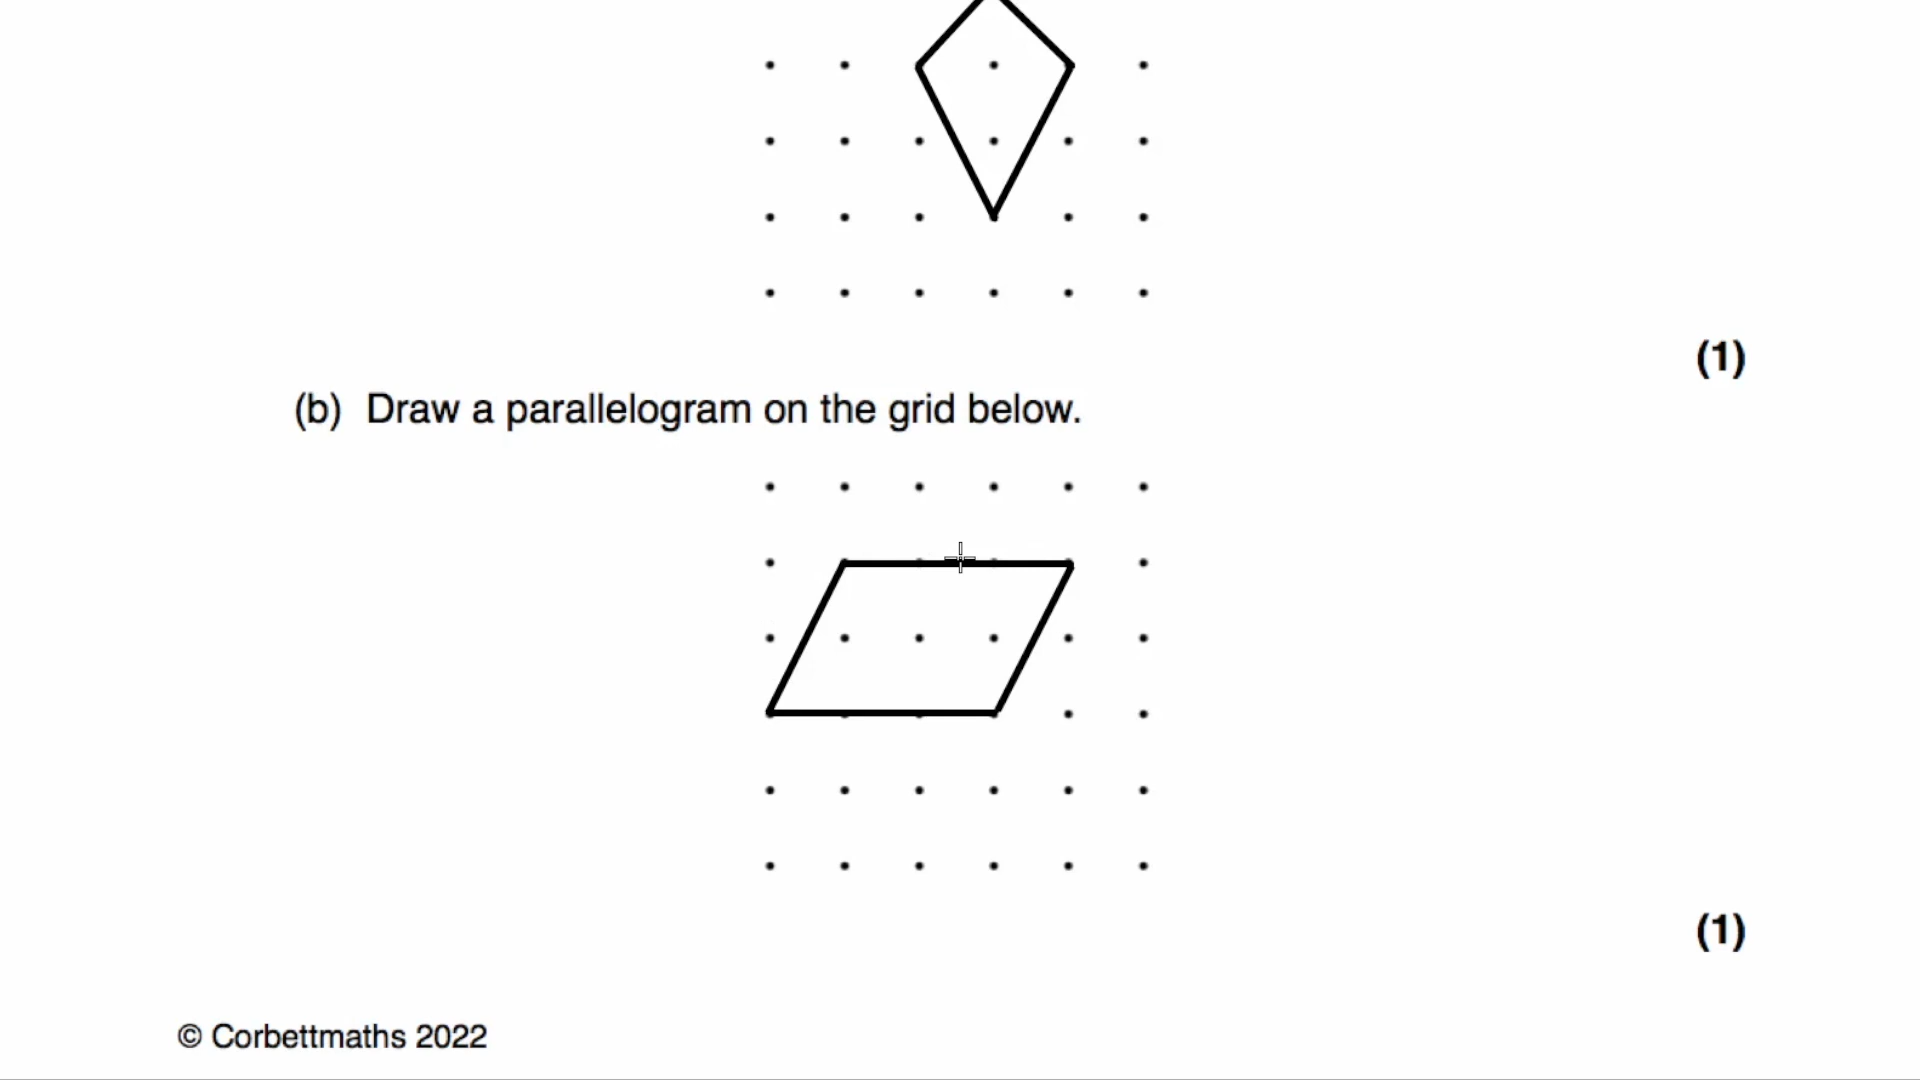 (1)
(b) Draw a parallelogram on the grid below.
(1)
© Corbettmaths 2022